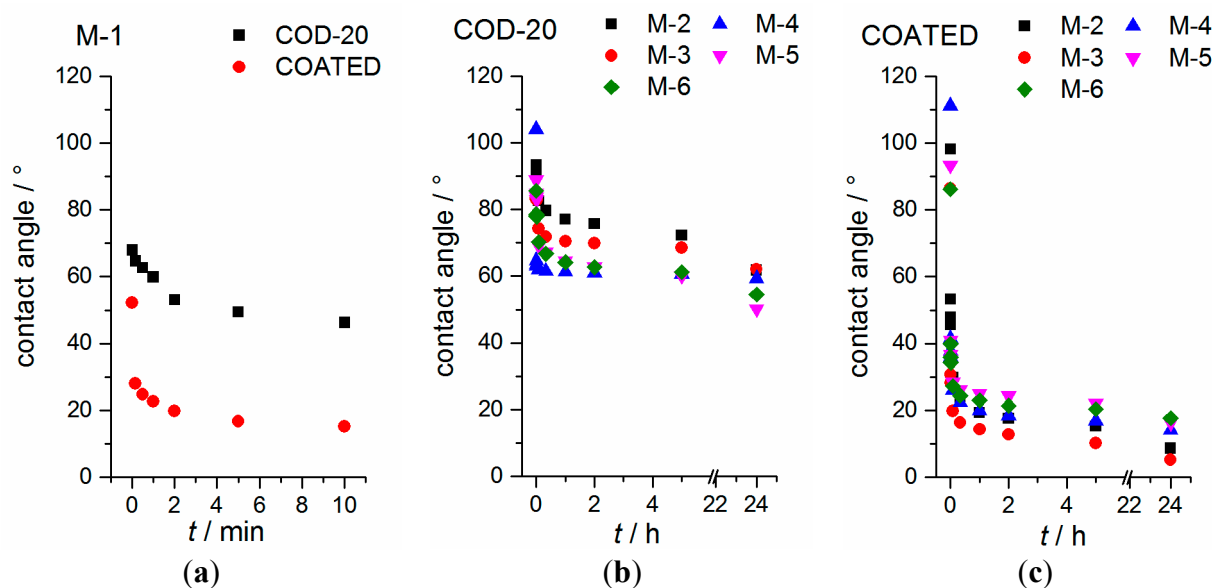 M-1
COD-20
COATED
120
100
80
60
40
20
0
contact angle / °
0 2 4 6 8 10
t / min
(a)
COD-20
M-2 M-4
M-3 M-5
M-6
120
100
80
60
40
20
0
contact angle / °
0 2 4 22 24
t / h
(b)
COATED
M-2 M-4
M-3 M-5
M-6
120
100
80
60
40
20
0
contact angle / °
0 2 4 22 24
t / h
(c)